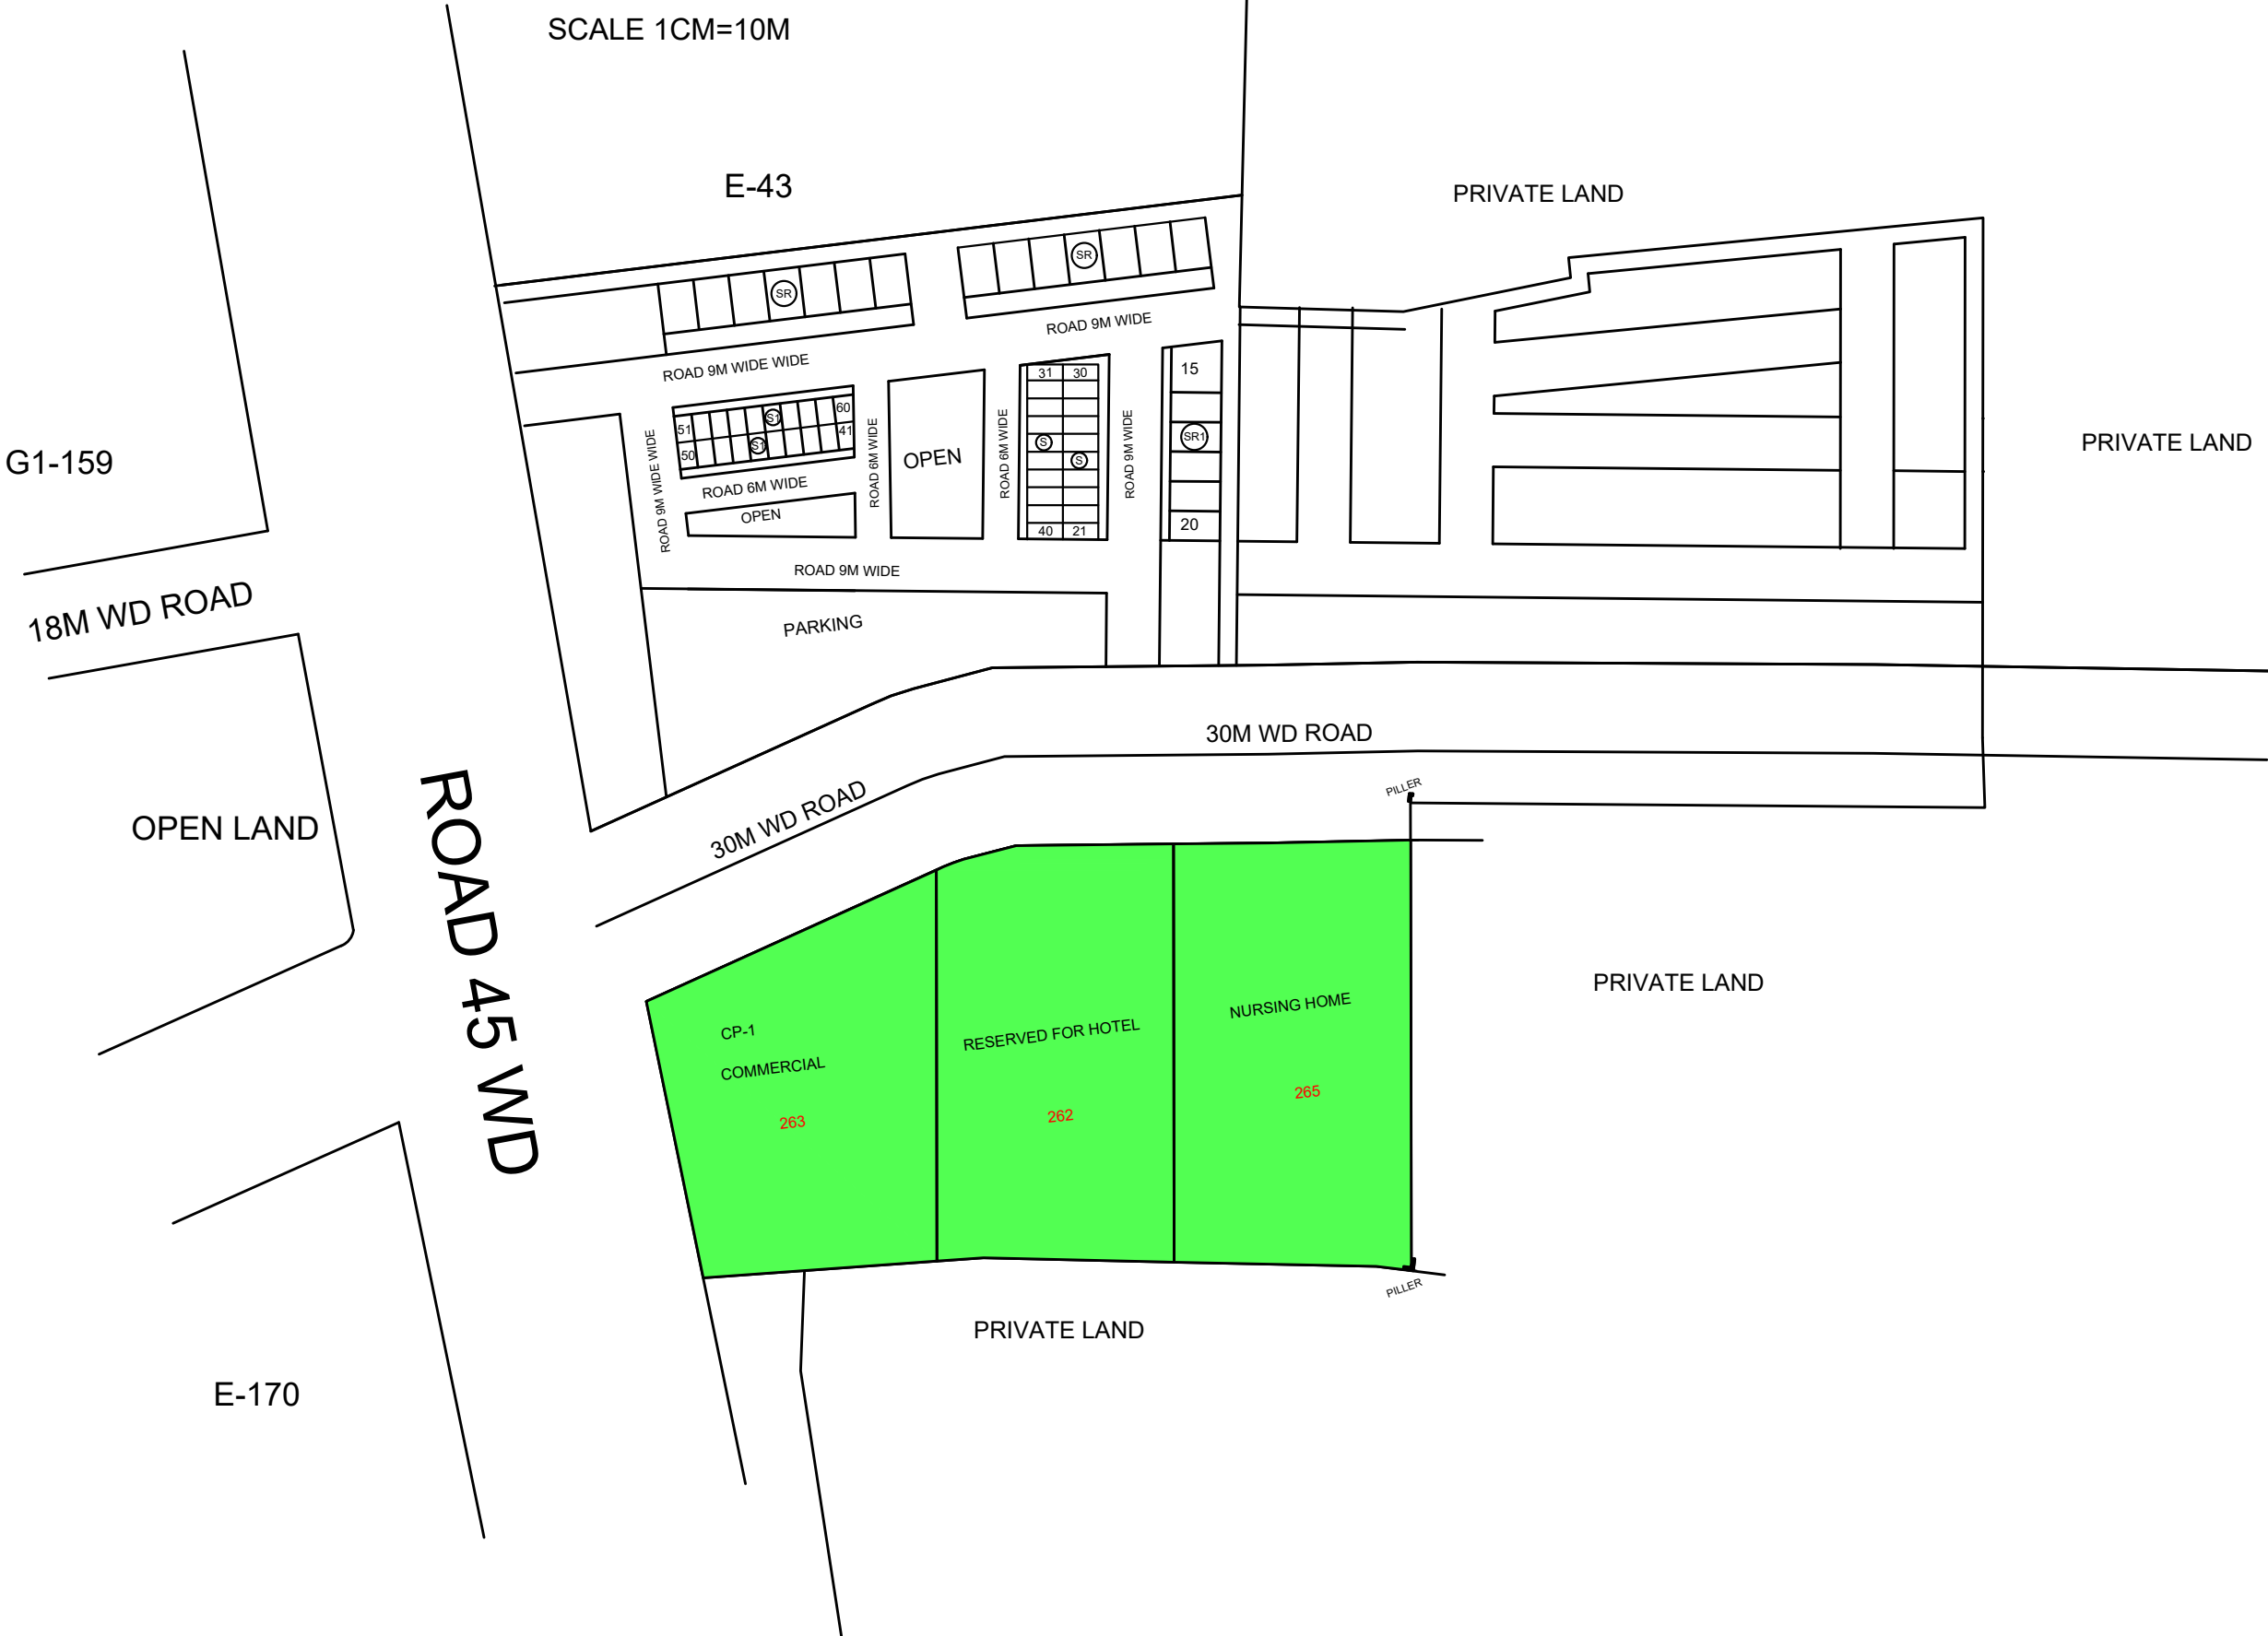 SCALE 1CM=10M
E-43
PRIVATE LAND
SR
SR
ROAD 9M WIDE
ROAD 9M WIDE WIDE
31 30
15
60
51
S1
41
S1
50
G1-159
ROAD 9M WIDE WIDE
ROAD 6M WIDE
OPEN
ROAD 6M WIDE
S
S
ROAD 9M WIDE
SR1
PRIVATE LAND
ROAD 6M WIDE
OPEN
40 21
20
ROAD 9M WIDE
18M WD ROAD
PARKING
30M WD ROAD
30M WD ROAD
PILLER
OPEN LAND
ROAD 45 WD
PRIVATE LAND
CP-1
COMMERCIAL
263
RESERVED FOR HOTEL
262
NURSING HOME
265
PILLER
PRIVATE LAND
E-170